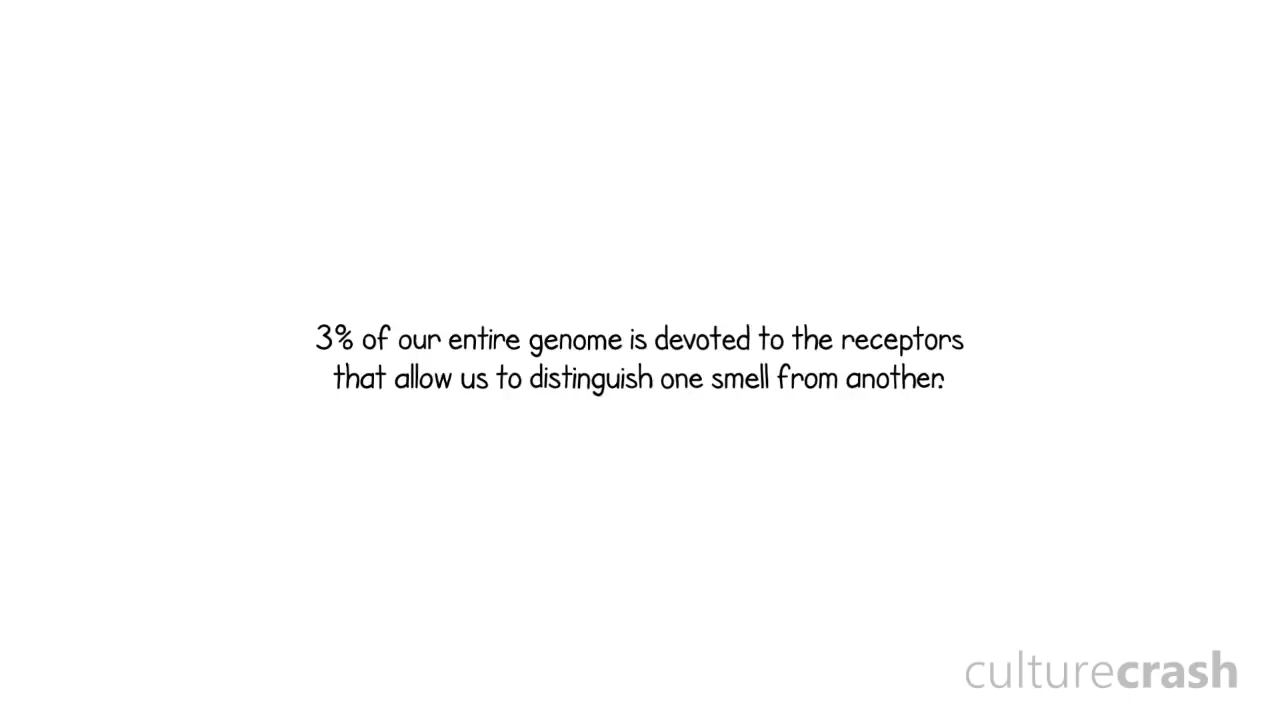 3% of our entire genome is devoted to the receptors
that allow us to distinguish one smell from another.
culturecrash